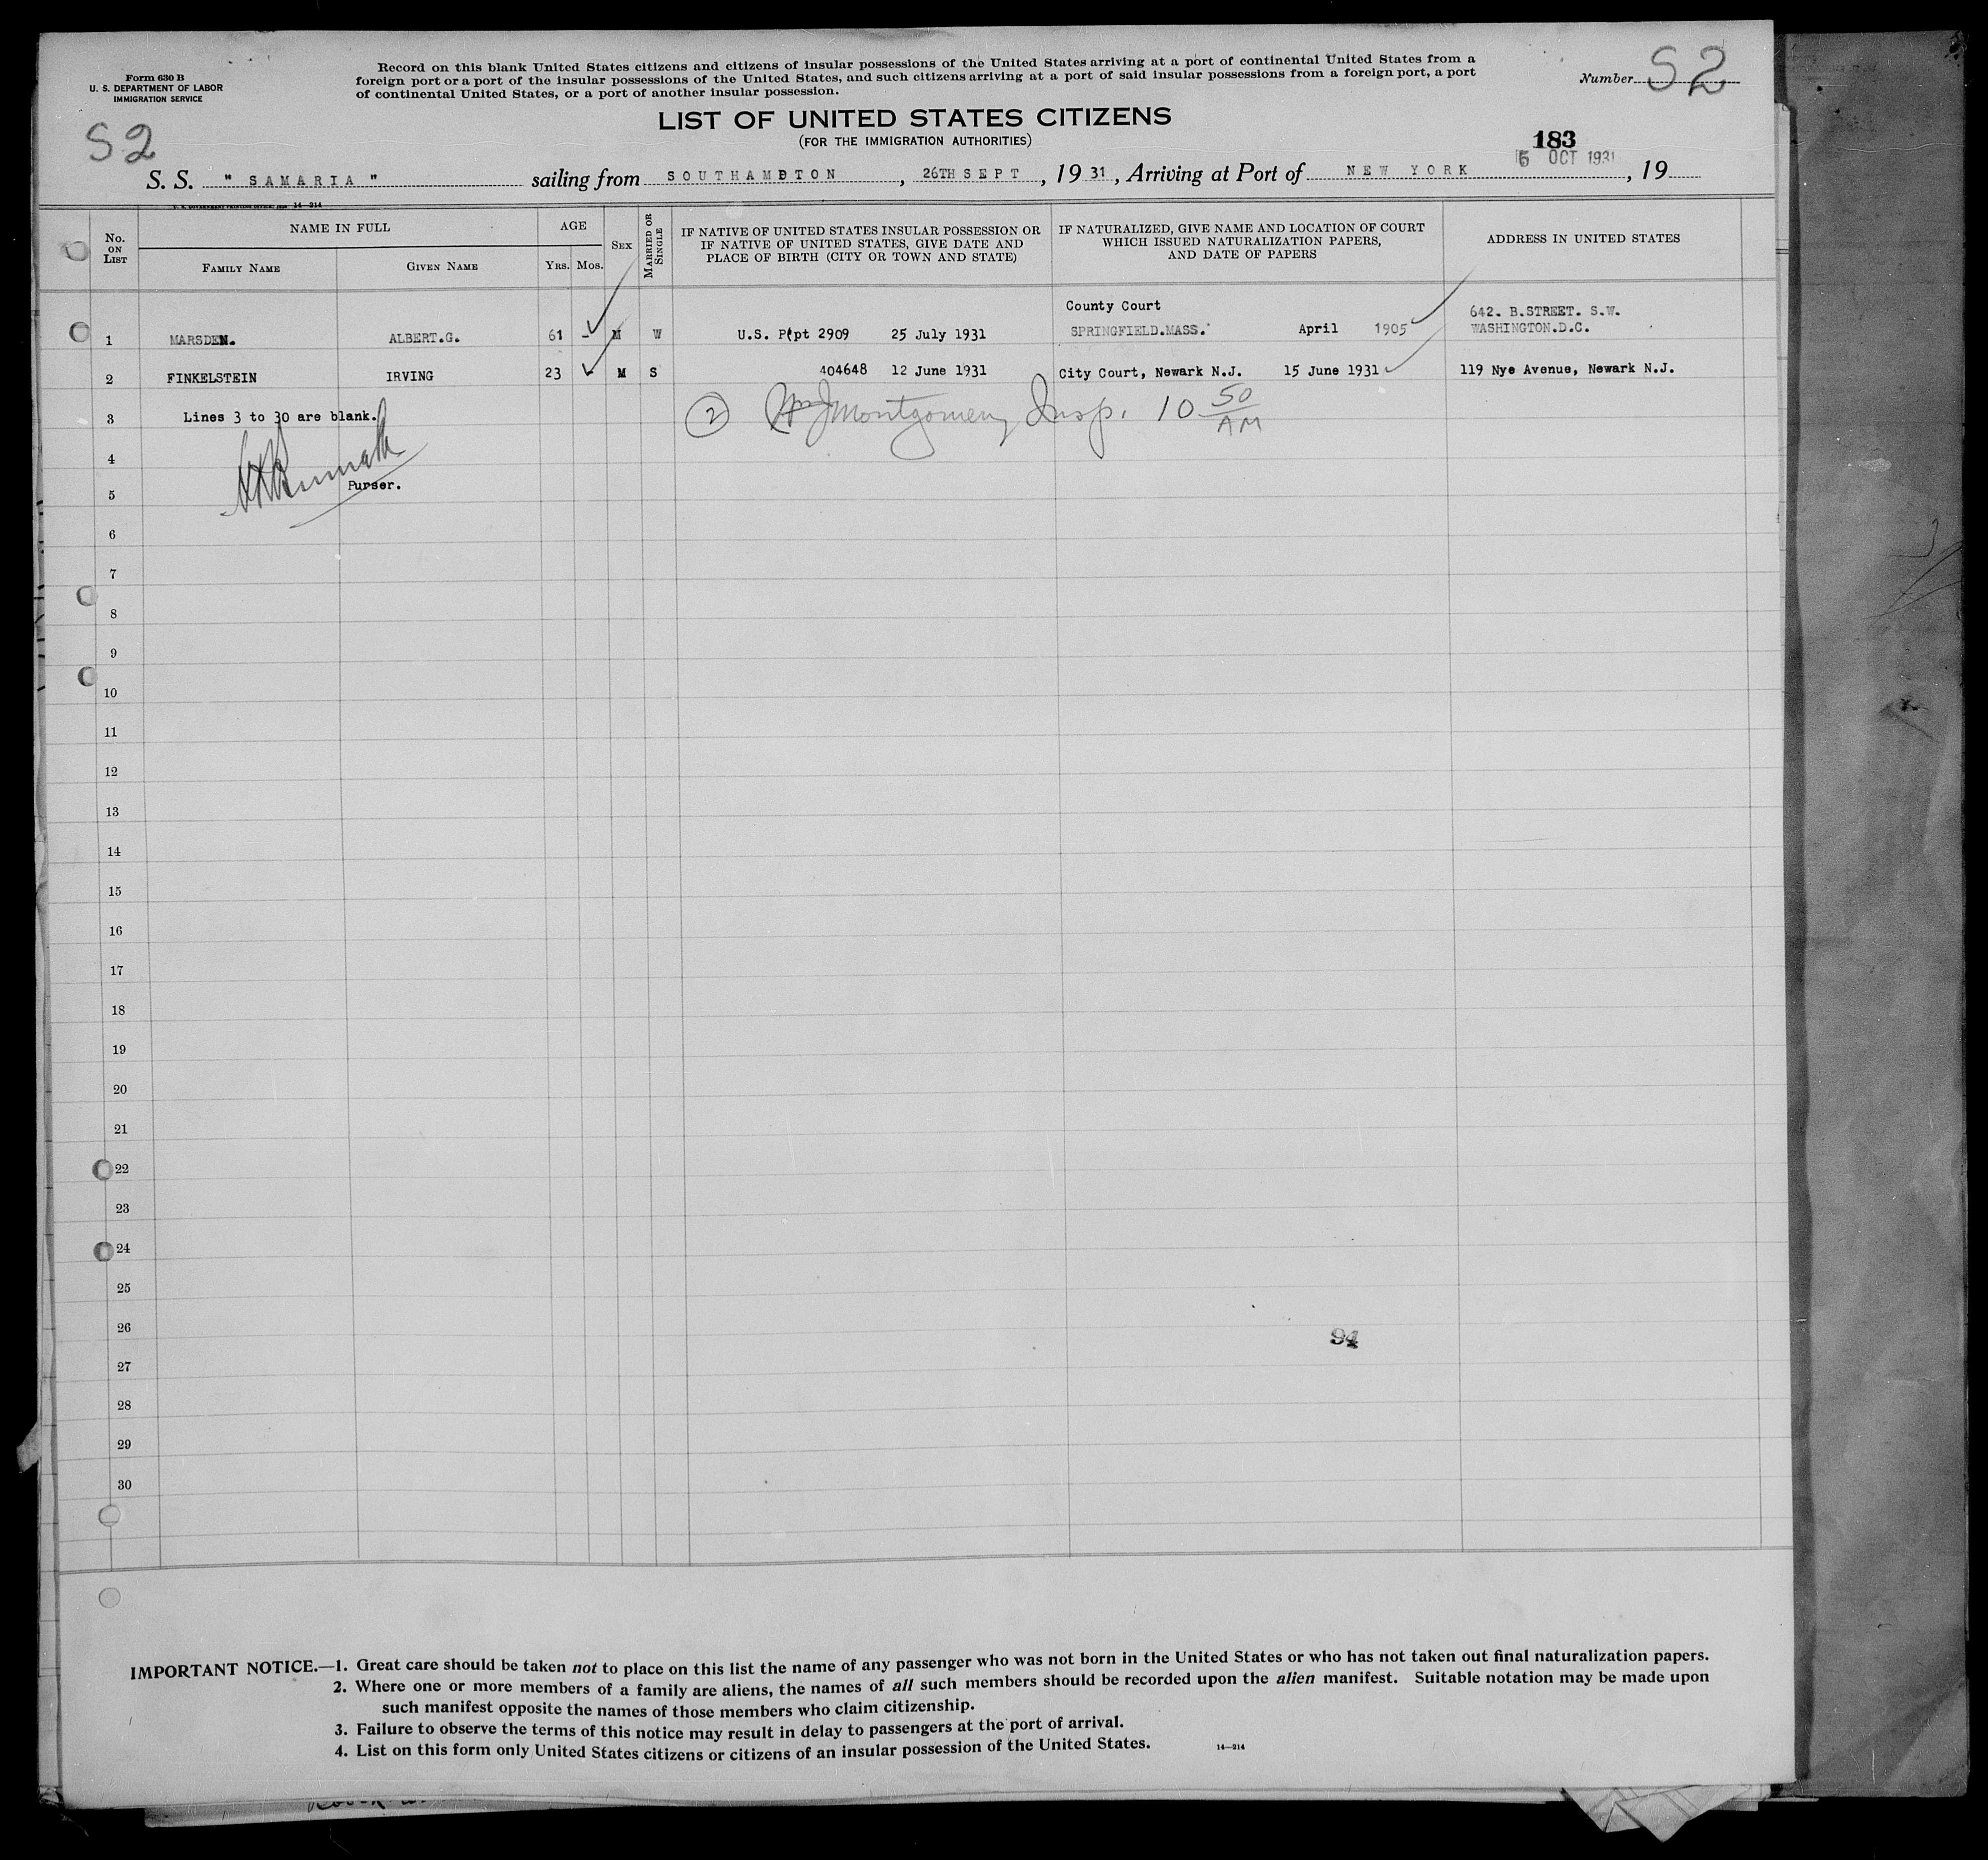 Form 630 B
U. S. DEPARTMENT OF LABOR
IMMIGRATION SERVICE
Record on this blank United States citizens and citizens of insular possessions of the United States arriving at a port of continental United States from a
foreign port or a port of the insular possessions of the United States, and such citizens arriving at a port of said insular possessions from a foreign port, a port
of continental United States, or a port of another insular possession.
Number S2
LIST OF UNITED STATES CITIZENS
(FOR THE IMMIGRATION AUTHORITIES)
S2
183
S. S. " SAMARIA " sailing from SOUTHAMPTON, 26TH SEPT, 19 31, Arriving at Port of NEW YORK 5 OCT 1931, 19
14—214
No. ON LIST
NAME IN FULL
FAMILY NAME
GIVEN NAME
AGE
YRS. MOS.
SEX
MARRIED OR SINGLE
IF NATIVE OF UNITED STATES INSULAR POSSESSION OR
IF NATIVE OF UNITED STATES, GIVE DATE AND
PLACE OF BIRTH (CITY OR TOWN AND STATE)
IF NATURALIZED, GIVE NAME AND LOCATION OF COURT
WHICH ISSUED NATURALIZATION PAPERS,
AND DATE OF PAPERS
ADDRESS IN UNITED STATES
County Court
642. B.STREET. S.W.
1 MARSDEN. ALBERT.G. 61 - M W U.S. P(pt 2909 25 July 1931 SPRINGFIELD.MASS. April 1905 WASHINGTON.D.C.
2 FINKELSTEIN IRVING 23 - M S 404648 12 June 1931 City Court, Newark N.J. 15 June 1931 119 Nye Avenue, Newark N.J.
3 Lines 3 to 30 are blank. 2 Wm J Montgomery Insp. 10 50 AM
4
5 Purser.
6
7
8
9
10
11
12
13
14
15
16
17
18
19
20
21
22
23
24
25
26
94
27
28
29
30
IMPORTANT NOTICE.—1. Great care should be taken not to place on this list the name of any passenger who was not born in the United States or who has not taken out final naturalization papers.
2. Where one or more members of a family are aliens, the names of all such members should be recorded upon the alien manifest. Suitable notation may be made upon
such manifest opposite the names of those members who claim citizenship.
3. Failure to observe the terms of this notice may result in delay to passengers at the port of arrival.
4. List on this form only United States citizens or citizens of an insular possession of the United States.
14—214